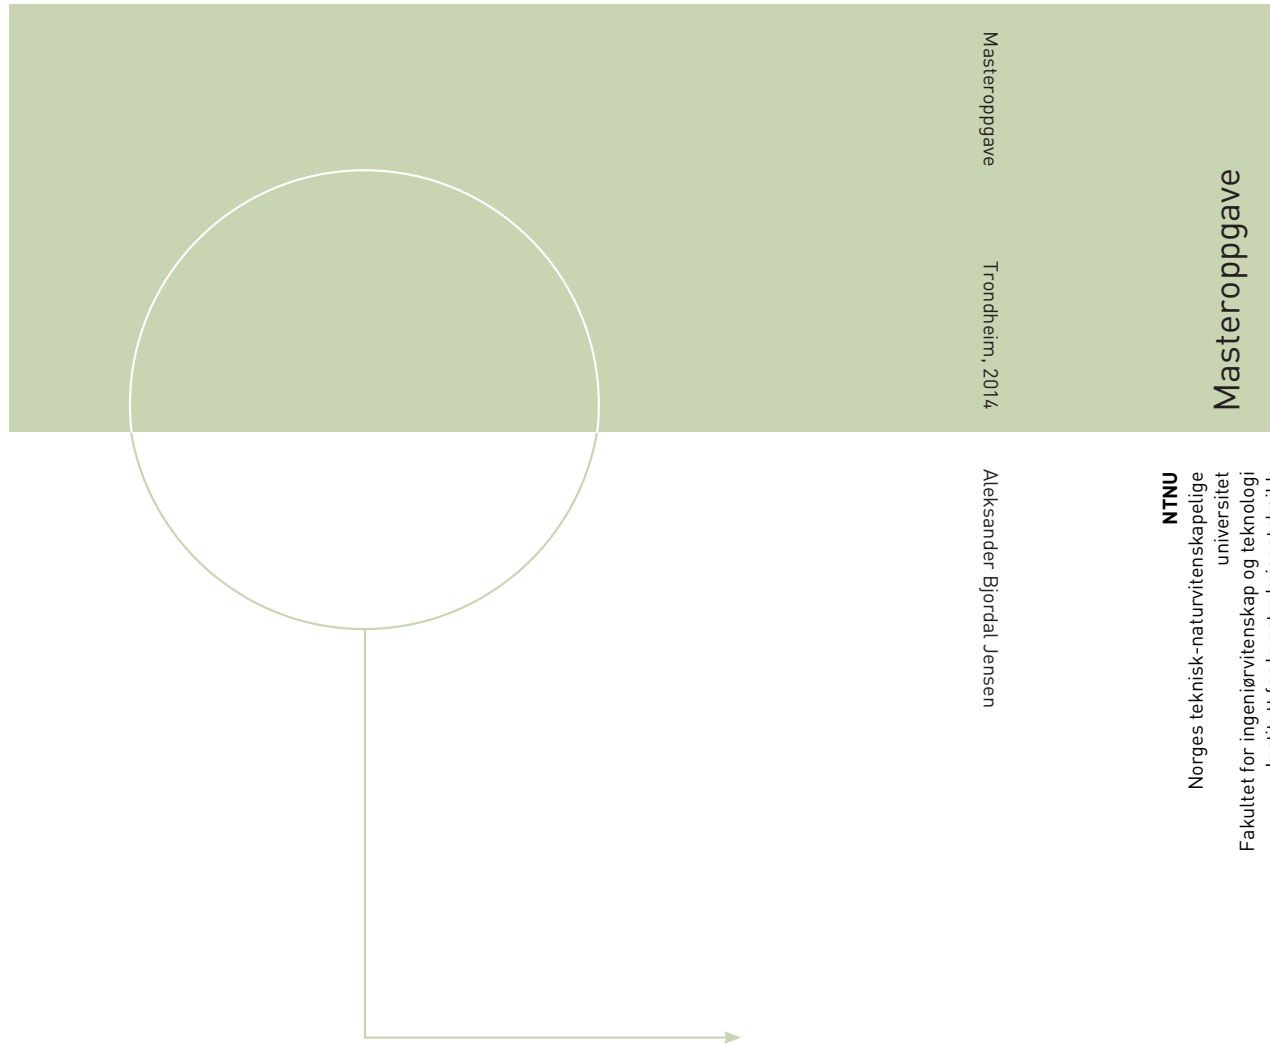 Masteroppgave
Trondheim, 2014
Aleksander Bjordal Jensen
Masteroppgave
NTNU
Norges teknisk-naturvitenskapelige
universitet
Fakultet for ingeniørvitenskap og teknologi